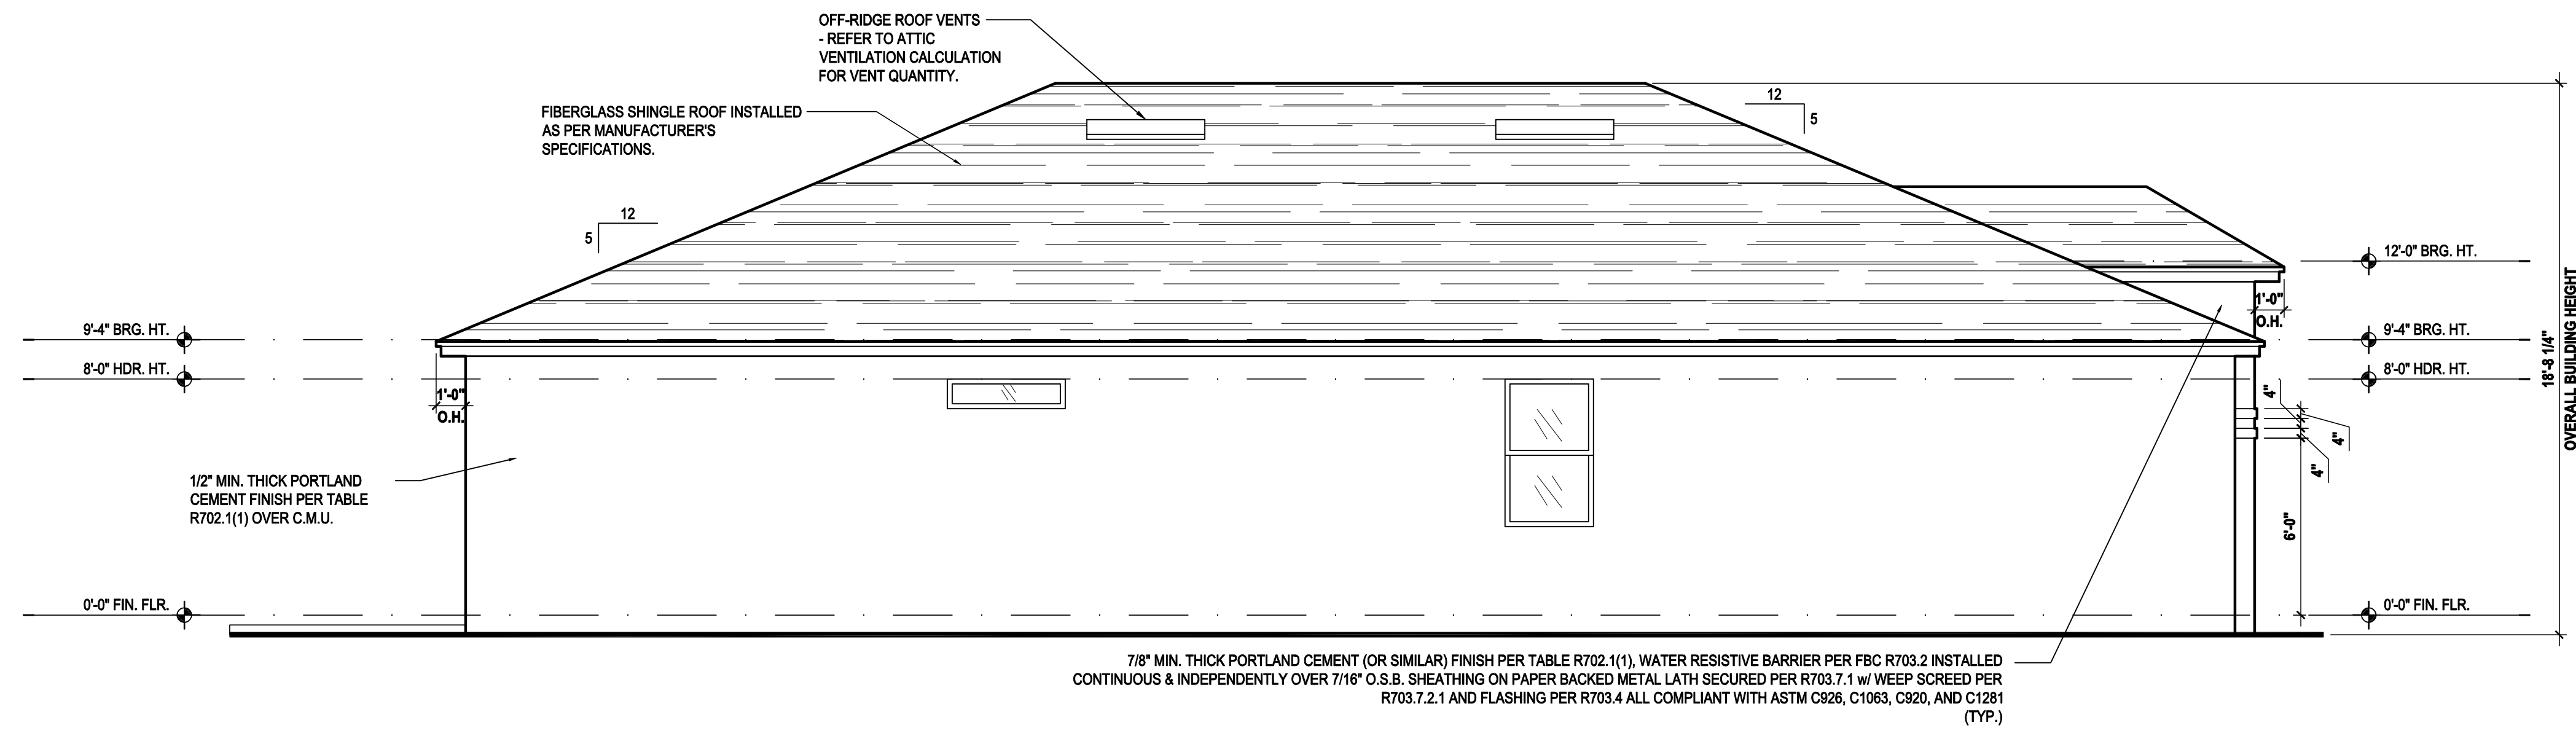 OFF-RIDGE ROOF VENTS
- REFER TO ATTIC
VENTILATION CALCULATION
FOR VENT QUANTITY.
FIBERGLASS SHINGLE ROOF INSTALLED
AS PER MANUFACTURER'S
SPECIFICATIONS.
12
5
12
5
9'-4" BRG. HT.
8'-0" HDR. HT.
1'-0"
O.H.
1/2" MIN. THICK PORTLAND
CEMENT FINISH PER TABLE
R702.1(1) OVER C.M.U.
0'-0" FIN. FLR.
12'-0" BRG. HT.
1'-0"
O.H.
9'-4" BRG. HT.
8'-0" HDR. HT.
4"
4"
4"
6'-0"
0'-0" FIN. FLR.
18'-8 1/4"
OVERALL BUILDING HEIGHT
7/8" MIN. THICK PORTLAND CEMENT (OR SIMILAR) FINISH PER TABLE R702.1(1), WATER RESISTIVE BARRIER PER FBC R703.2 INSTALLED
CONTINUOUS & INDEPENDENTLY OVER 7/16" O.S.B. SHEATHING ON PAPER BACKED METAL LATH SECURED PER R703.7.1 w/ WEEP SCREED PER
R703.7.2.1 AND FLASHING PER R703.4 ALL COMPLIANT WITH ASTM C926, C1063, C920, AND C1281
(TYP.)